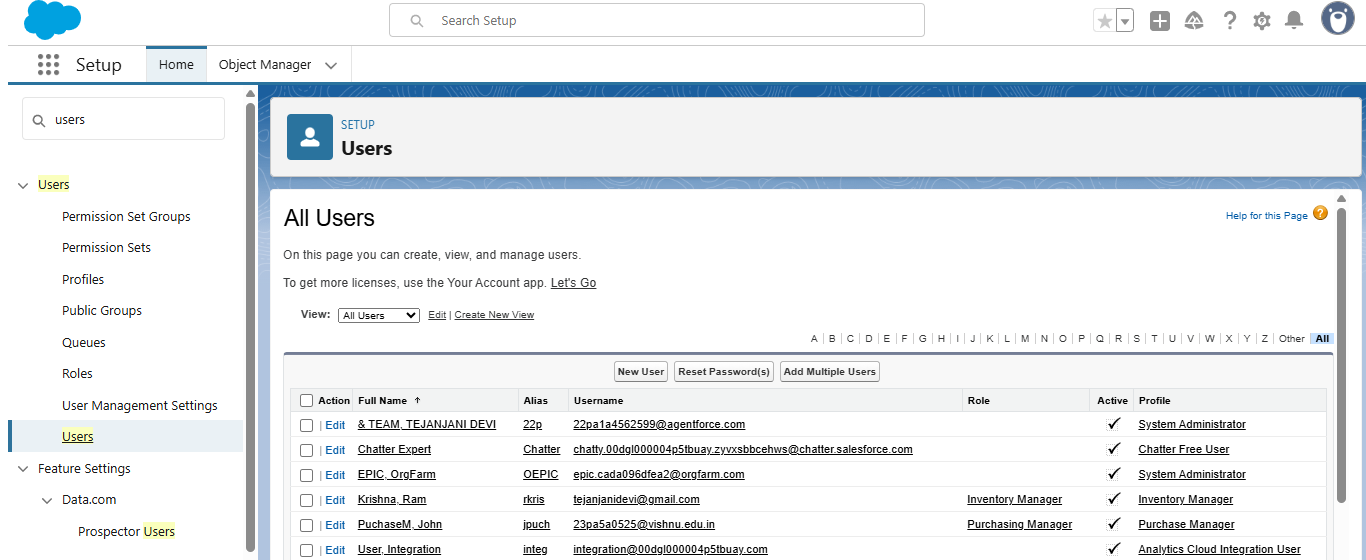 Search Setup
Setup
Home
Object Manager
users
Users
Permission Set Groups
Permission Sets
Profiles
Public Groups
Queues
Roles
User Management Settings
Users
Feature Settings
Data.com
Prospector Users
SETUP
Users
All Users
Help for this Page ?
On this page you can create, view, and manage users.
To get more licenses, use the Your Account app. Let's Go
View: All Users Edit | Create New View
A | B | C | D | E | F | G | H | I | J | K | L | M | N | O | P | Q | R | S | T | U | V | W | X | Y | Z | Other | All
New User Reset Password(s) Add Multiple Users
Action Full Name ↑ Alias Username Role Active Profile
| Edit & TEAM, TEJANJANI DEVI 22p 22pa1a4562599@agentforce.com ✓ System Administrator
| Edit Chatter Expert Chatter chatty.00dgl000004p5tbuay.zyvxsbbcehws@chatter.salesforce.com ✓ Chatter Free User
| Edit EPIC, OrgFarm OEPIC epic.cada096dfea2@orgfarm.com ✓ System Administrator
| Edit Krishna, Ram rkris tejanjanidevi@gmail.com Inventory Manager ✓ Inventory Manager
| Edit PuchaseM, John jpuch 23pa5a0525@vishnu.edu.in Purchasing Manager ✓ Purchase Manager
| Edit User, Integration integ integration@00dgl000004p5tbuay.com ✓ Analytics Cloud Integration User